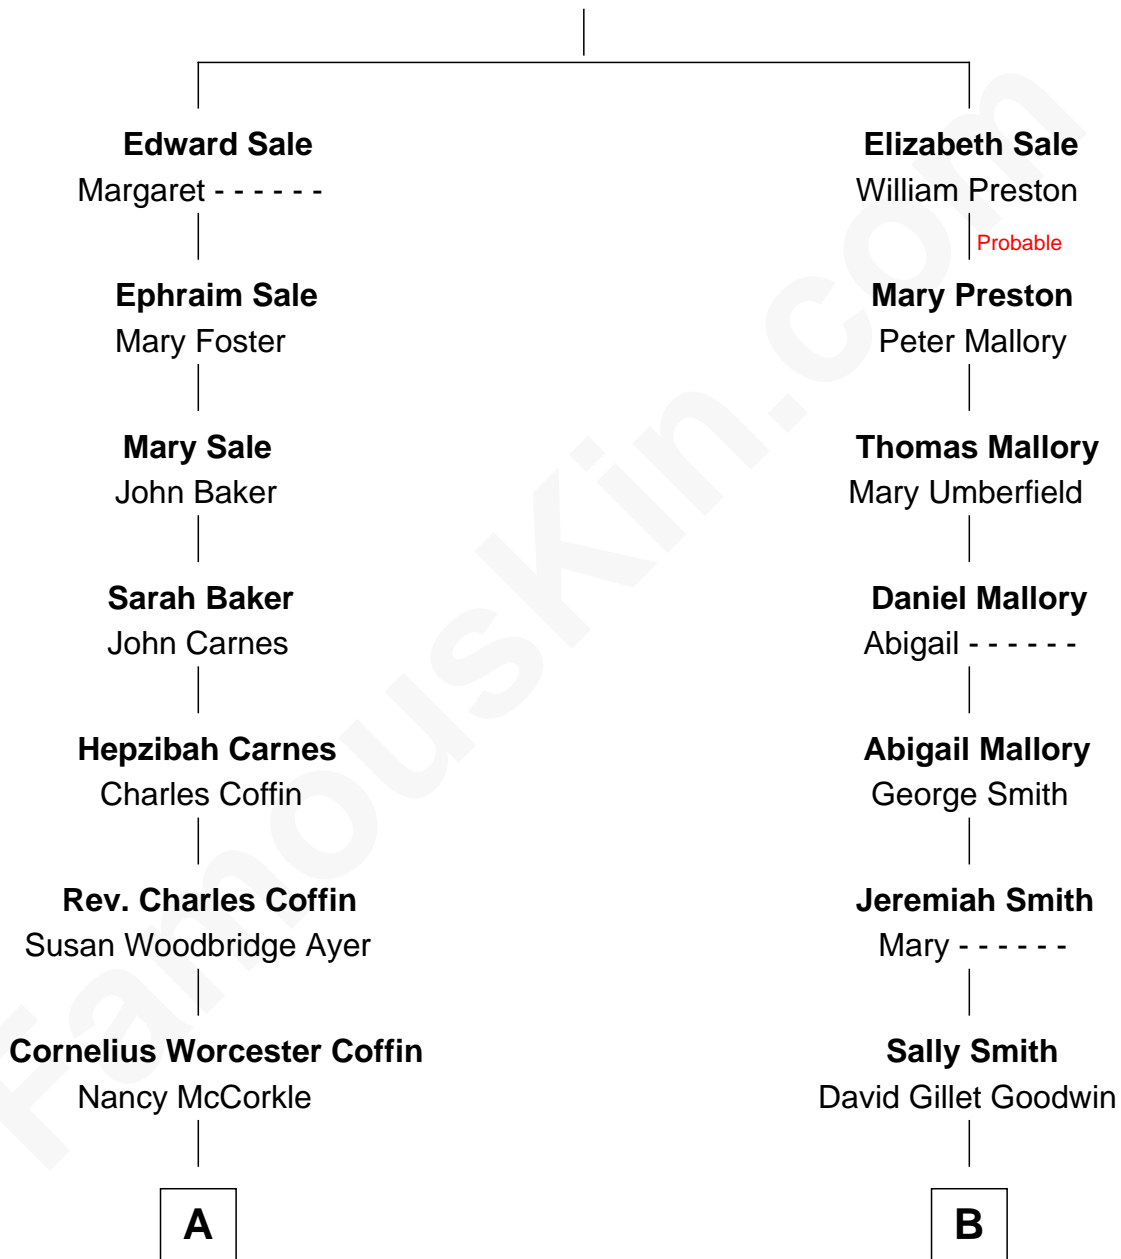 Edward Sale
Margaret - - - - - -
Ephraim Sale
Mary Foster
Mary Sale
John Baker
Sarah Baker
John Carnes
Hepzibah Carnes
Charles Coffin
Rev. Charles Coffin
Susan Woodbridge Ayer
Cornelius Worcester Coffin
Nancy McCorkle
A
Elizabeth Sale
William Preston
Probable
Mary Preston
Peter Mallory
Thomas Mallory
Mary Umberfield
Daniel Mallory
Abigail - - - - - -
Abigail Mallory
George Smith
Jeremiah Smith
Mary - - - - - -
Sally Smith
David Gillet Goodwin
B
FamousKin.com